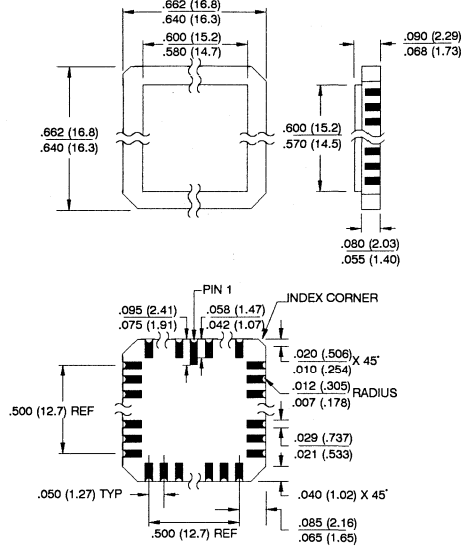 .662 (16.8)
.640 (16.3)
.600 (15.2)
.580 (14.7)
.090 (2.29)
.068 (1.73)
.662 (16.8)
.640 (16.3)
.600 (15.2)
.570 (14.5)
.080 (2.03)
.055 (1.40)
PIN 1
INDEX CORNER
.095 (2.41)
.075 (1.91)
.058 (1.47)
.042 (1.07)
.020 (.506) X 45°
.010 (.254)
.012 (.305) RADIUS
.007 (.178)
.500 (12.7) REF
.029 (.737)
.021 (.533)
.050 (1.27) TYP
.040 (1.02) X 45°
.500 (12.7) REF
.085 (2.16)
.065 (1.65)